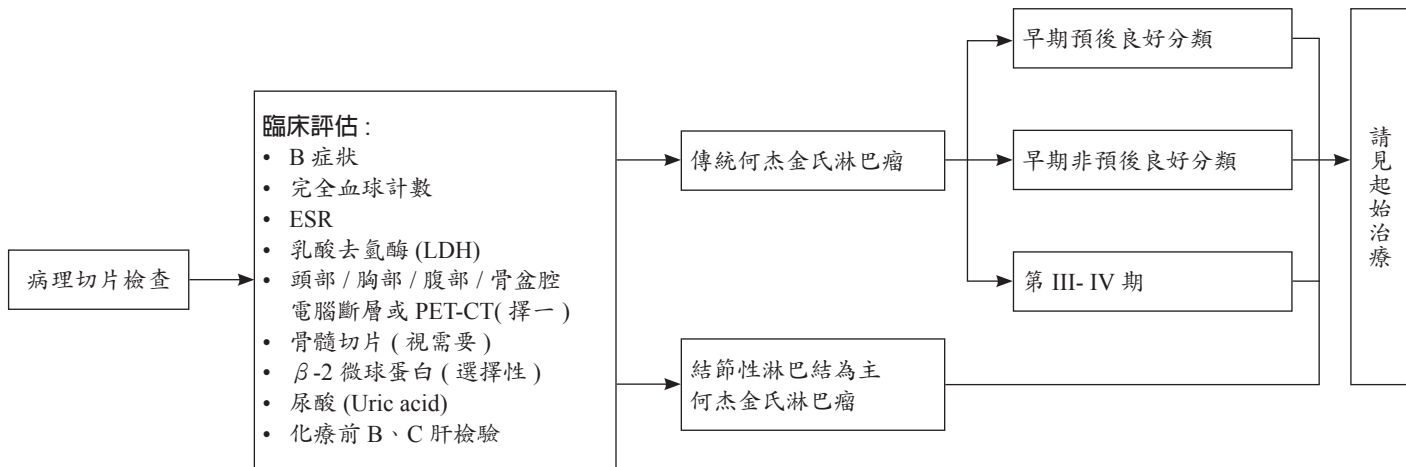 病理切片檢查
臨床評估 :
• B 症狀
• 完全血球計數
• ESR
• 乳酸去氫酶 (LDH)
• 頭部 / 胸部 / 腹部 / 骨盆腔
電腦斷層或 PET-CT( 擇一 )
• 骨髓切片 ( 視需要 )
• β-2 微球蛋白 ( 選擇性 )
• 尿酸 (Uric acid)
• 化療前 B、C 肝檢驗
傳統何杰金氏淋巴瘤
結節性淋巴結為主
何杰金氏淋巴瘤
早期預後良好分類
早期非預後良好分類
第 III- IV 期
請見起始治療